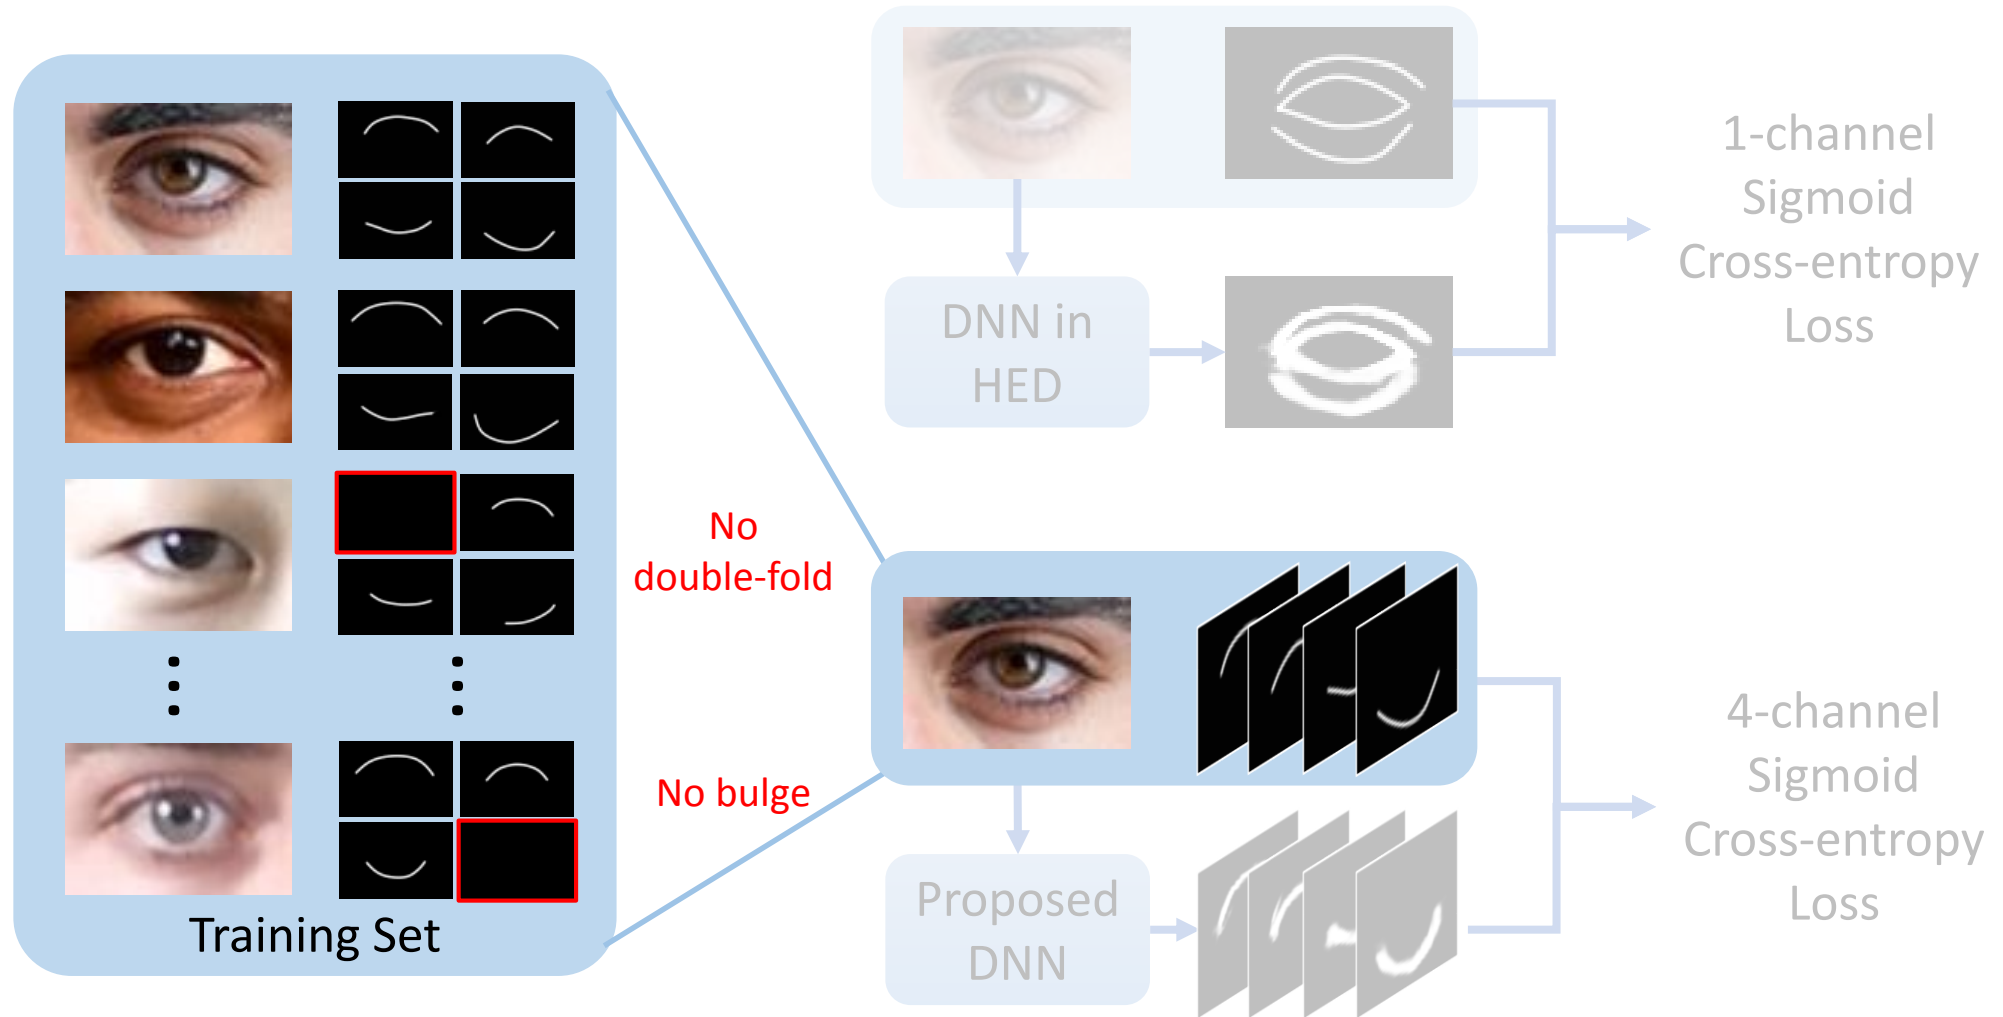 1-channel
Sigmoid
Cross-entropy
Loss
DNN in
HED
No
double-fold
No bulge
4-channel
Sigmoid
Cross-entropy
Loss
Proposed
DNN
Training Set